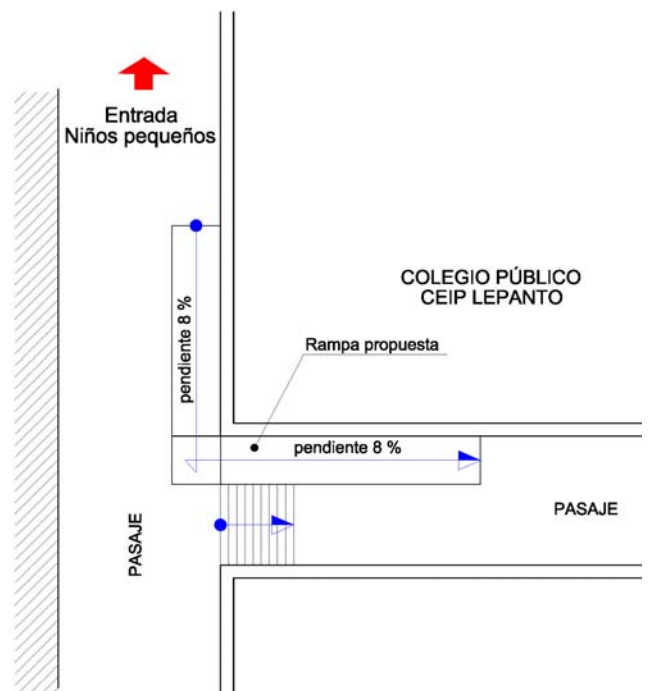 Entrada
Niños pequeños
COLEGIO PÚBLICO
CEIP LEPANTO
pendiente 8 %
Rampa propuesta
pendiente 8 %
PASAJE
PASAJE